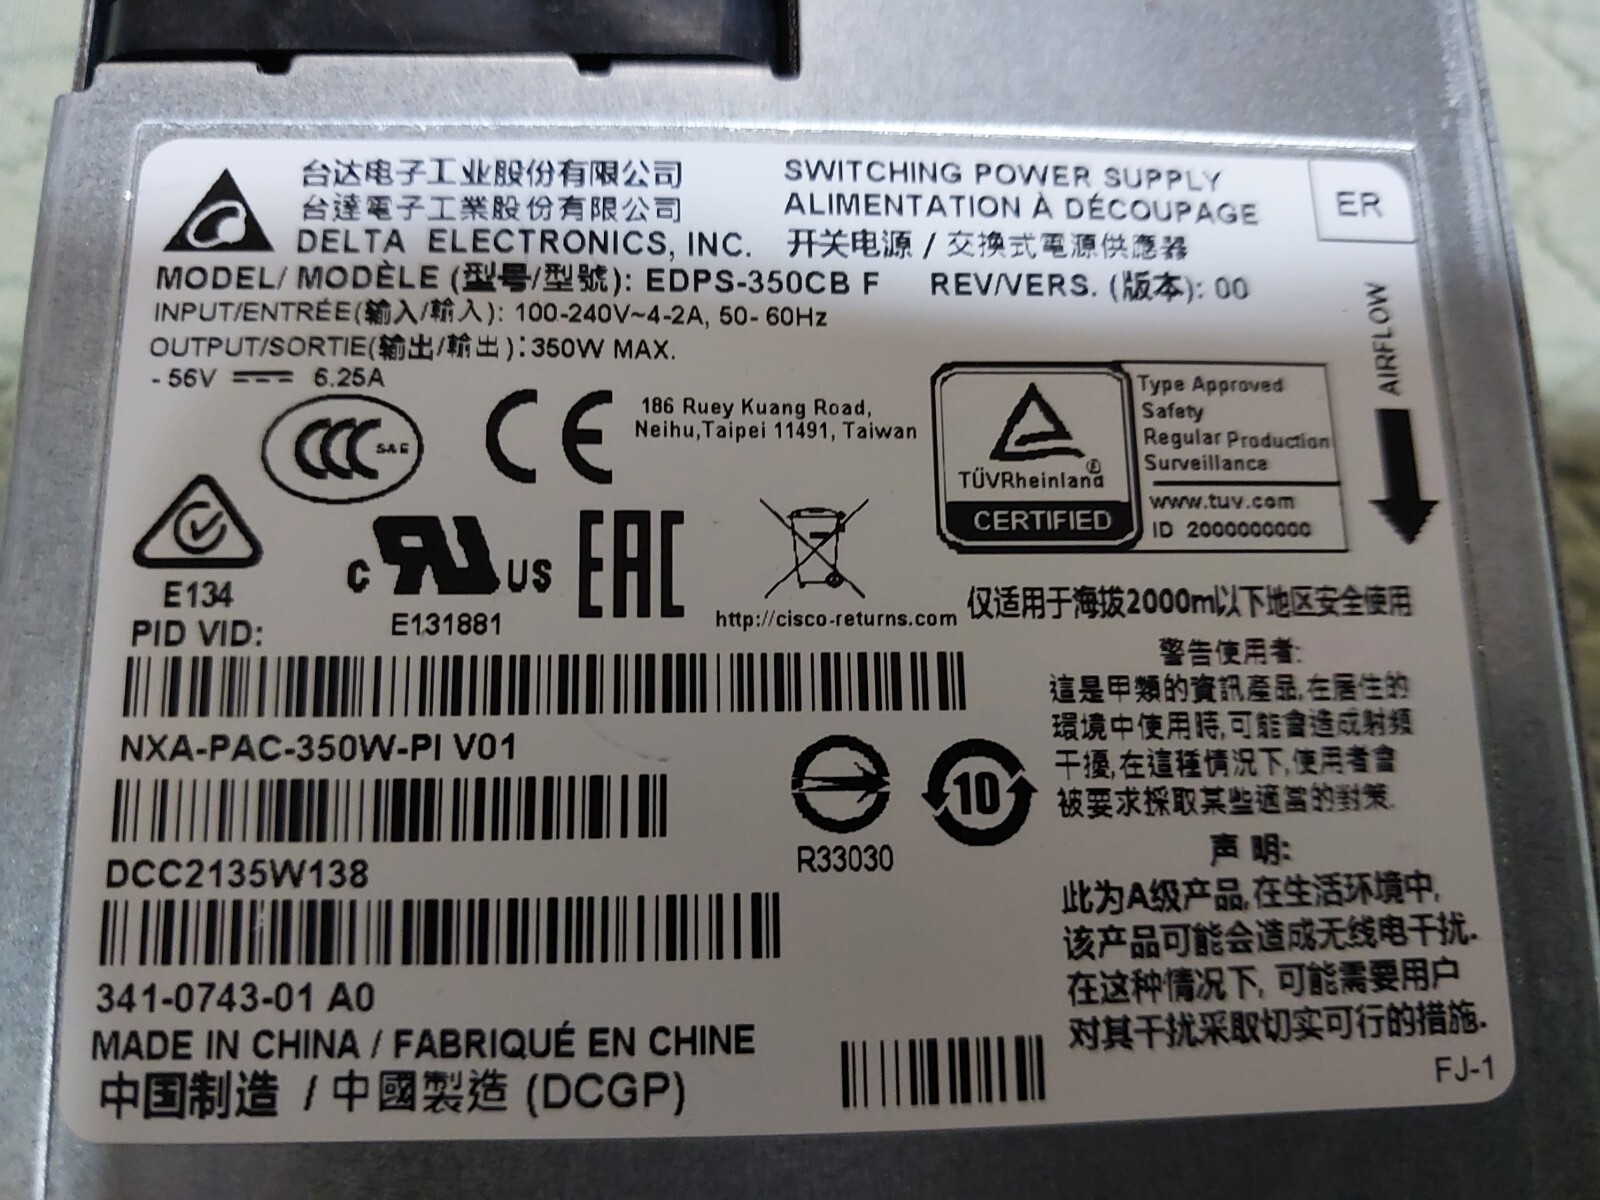 台达电子工业股份有限公司
台達電子工業股份有限公司
DELTA ELECTRONICS, INC.
SWITCHING POWER SUPPLY
ALIMENTATION À DÉCOUPAGE
开关电源 / 交換式電源供應器
ER
MODEL/ MODÈLE (型号/型號): EDPS-350CB F REV/VERS. (版本): 00
INPUT/ENTRÉE(输入/輸入): 100-240V~4-2A, 50- 60Hz
OUTPUT/SORTIE(输出/輸出):350W MAX.
- 56V 6.25A
AIRFLOW
CCC S&E
CE
186 Ruey Kuang Road,
Neihu,Taipei 11491, Taiwan
TÜVRheinland®
CERTIFIED
Type Approved
Safety
Regular Production
Surveillance
www.tuv.com
ID 2000000000
E134
c RU US
E131881
EAC
http://cisco-returns.com
仅适用于海拔2000m以下地区安全使用
PID VID:
NXA-PAC-350W-PI V01
DCC2135W138
341-0743-01 A0
R33030
10
警告使用者:
這是甲類的資訊產品,在居住的
環境中使用時,可能會造成射頻
干擾,在這種情況下,使用者會
被要求採取某些適當的對策.
声 明:
此为A级产品,在生活环境中,
该产品可能会造成无线电干扰.
在这种情况下, 可能需要用户
对其干扰采取切实可行的措施.
MADE IN CHINA / FABRIQUÉ EN CHINE
中国制造 / 中國製造 (DCGP)
FJ-1